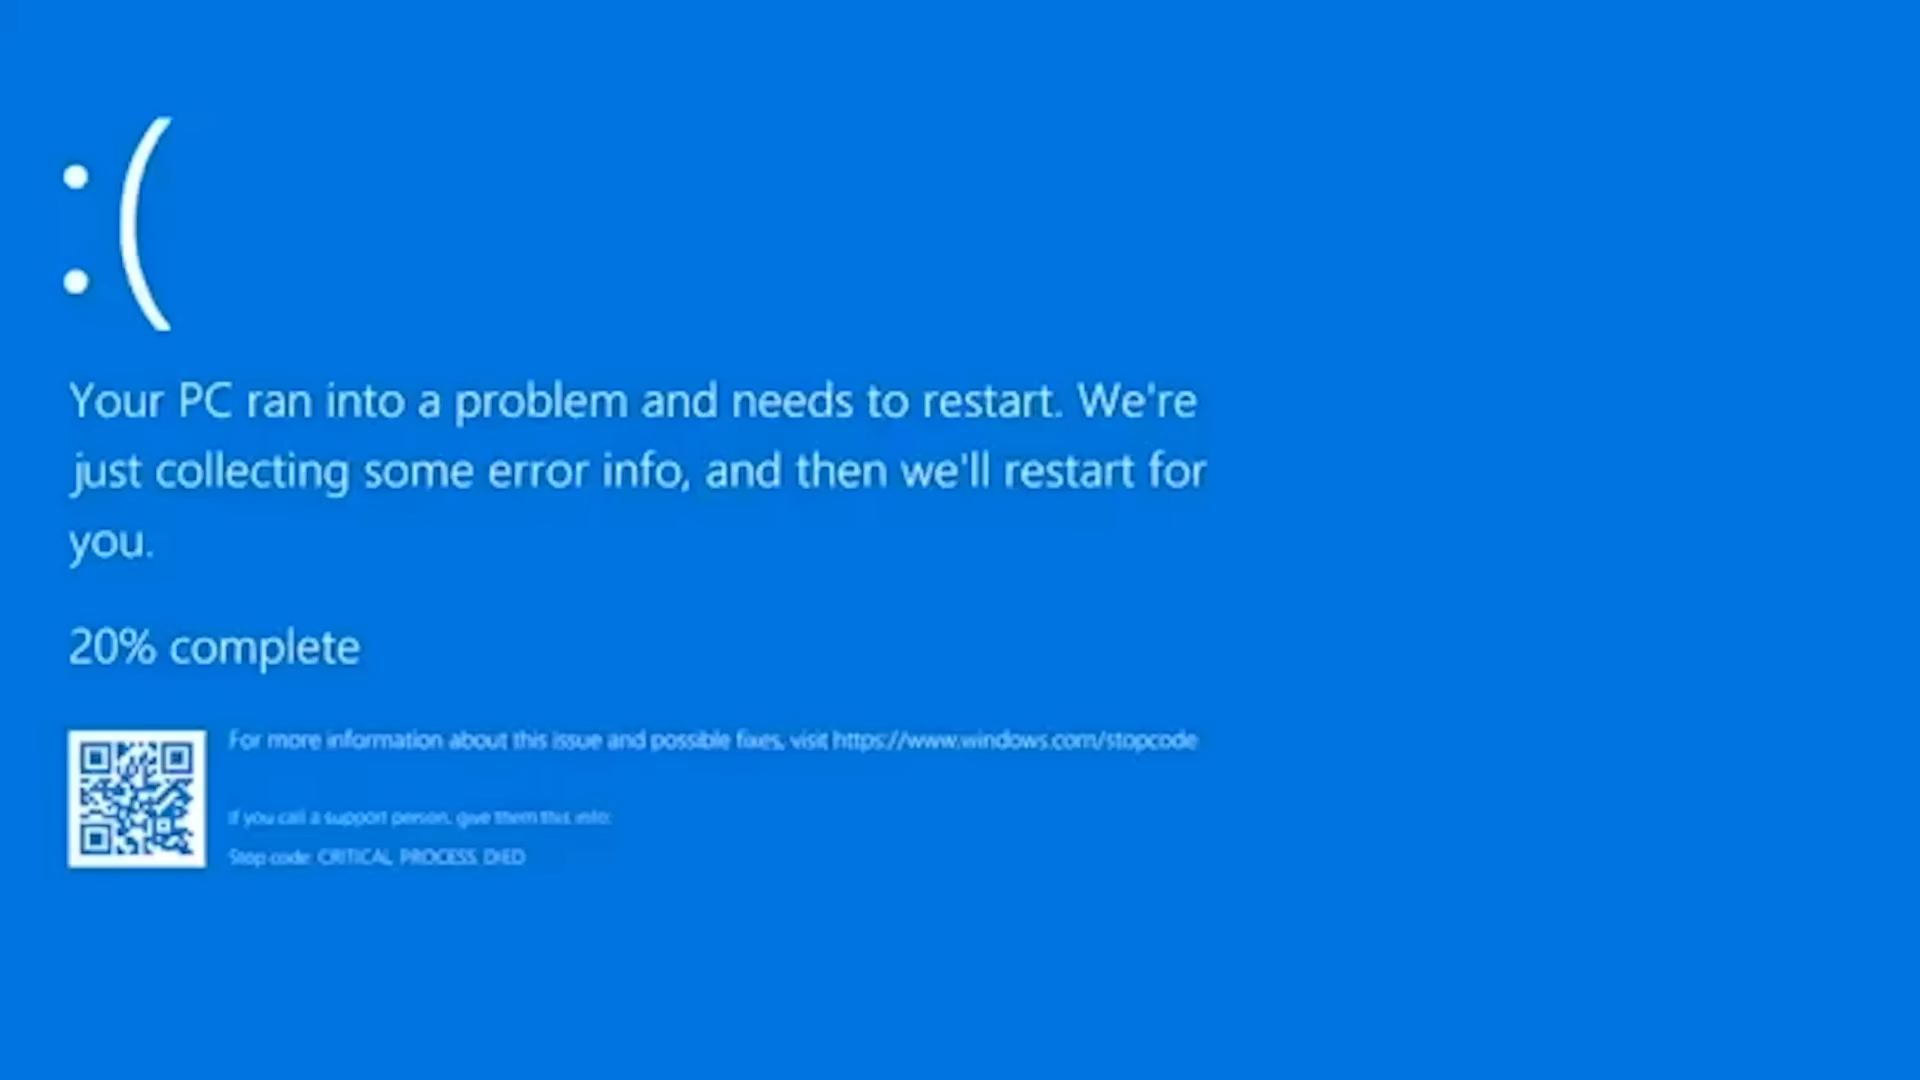 :(
Your PC ran into a problem and needs to restart. We're
just collecting some error info, and then we'll restart for
you.
20% complete
For more information about this issue and possible fixes, visit https://www.windows.com/stopcode
If you call a support person, give them this info:
Stop code: CRITICAL_PROCESS_DIED